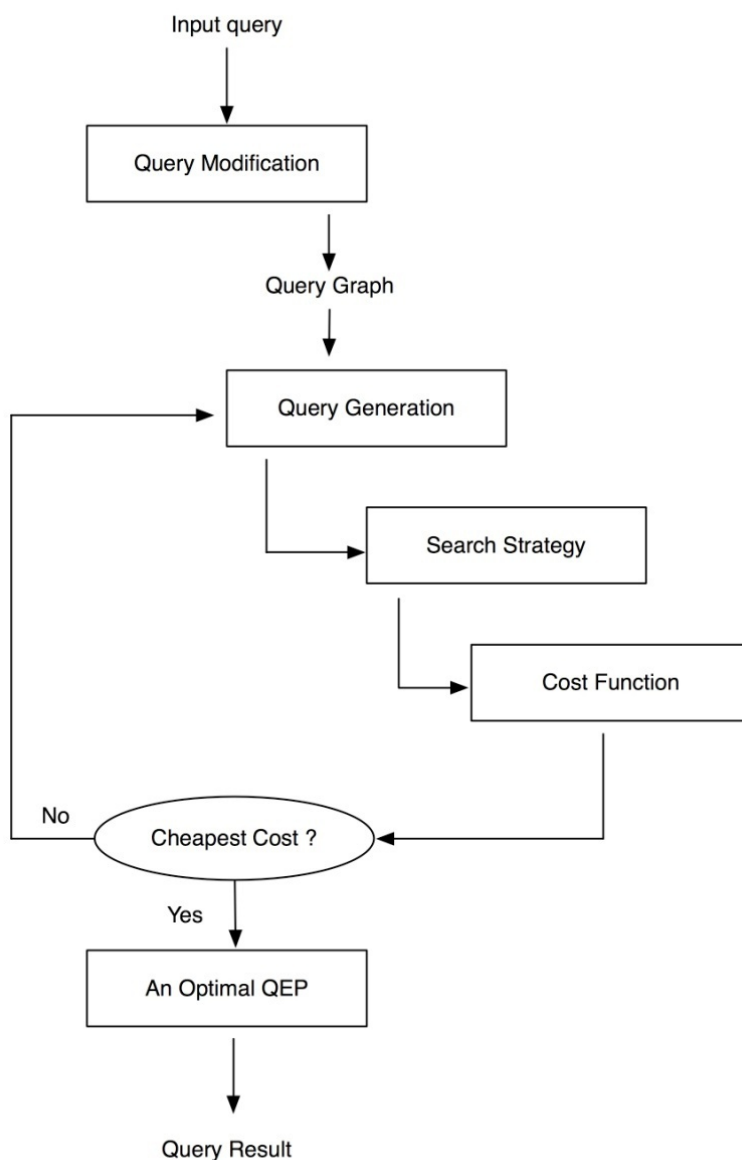 Input query
Query Modification
Query Graph
Query Generation
Search Strategy
Cost Function
No
Cheapest Cost ?
Yes
An Optimal QEP
Query Result